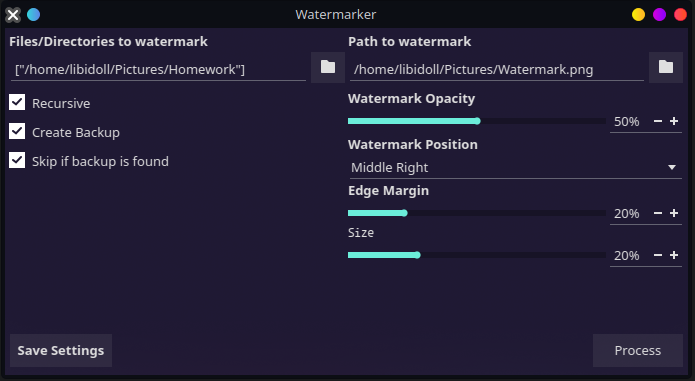 Watermarker
Files/Directories to watermark
["/home/libidoll/Pictures/Homework"]
Recursive
Create Backup
Skip if backup is found
Path to watermark
/home/libidoll/Pictures/Watermark.png
Watermark Opacity
50%
Watermark Position
Middle Right
Edge Margin
20%
Size
20%
Save Settings
Process